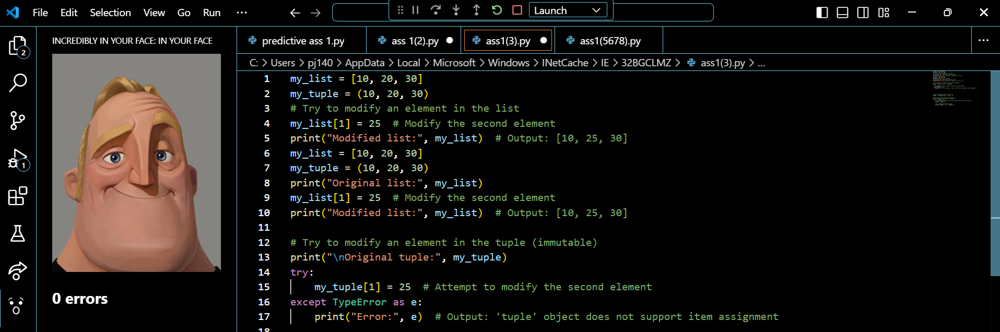 File Edit Selection View Go Run ···
Launch
INCREDIBLY IN YOUR FACE: IN YOUR FACE
predictive ass 1.py
ass 1(2).py
ass1(3).py
ass1(5678).py
···
C: > Users > pj140 > AppData > Local > Microsoft > Windows > INetCache > IE > 32BGCLMZ > ass1(3).py > ...
2
1
0 errors
1 my_list = [10, 20, 30]
2 my_tuple = (10, 20, 30)
3 # Try to modify an element in the list
4 my_list[1] = 25  # Modify the second element
5 print("Modified list:", my_list)  # Output: [10, 25, 30]
6 my_list = [10, 20, 30]
7 my_tuple = (10, 20, 30)
8 print("Original list:", my_list)
9 my_list[1] = 25  # Modify the second element
10 print("Modified list:", my_list)  # Output: [10, 25, 30]
11
12 # Try to modify an element in the tuple (immutable)
13 print("\nOriginal tuple:", my_tuple)
14 try:
15     my_tuple[1] = 25  # Attempt to modify the second element
16 except TypeError as e:
17     print("Error:", e)  # Output: 'tuple' object does not support item assignment
18